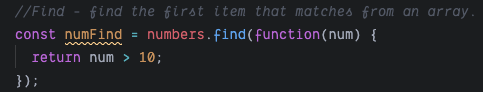 //Find - find the first item that matches from an array.
const numFind = numbers.find(function(num) {
  return num > 10;
});